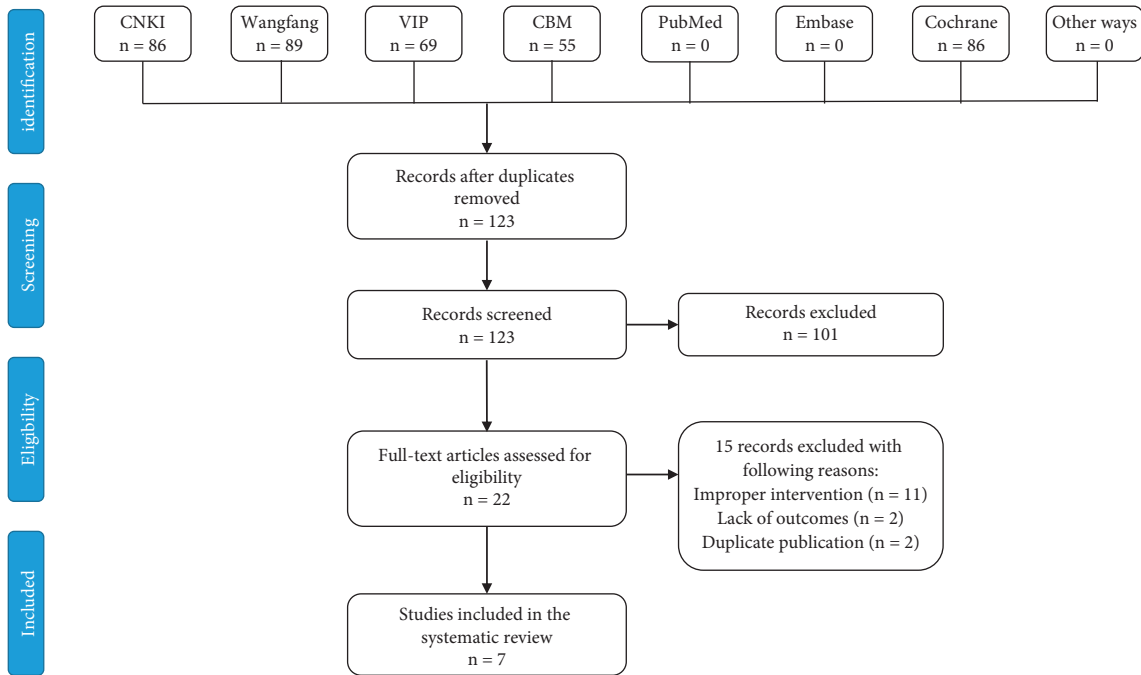 identification
CNKI
n = 86
Wangfang
n = 89
VIP
n = 69
CBM
n = 55
PubMed
n = 0
Embase
n = 0
Cochrane
n = 86
Other ways
n = 0
Records after duplicates
removed
n = 123
Screening
Records screened
n = 123
Records excluded
n = 101
Eligibility
Full-text articles assessed for
eligibility
n = 22
15 records excluded with
following reasons:
Improper intervention (n = 11)
Lack of outcomes (n = 2)
Duplicate publication (n = 2)
Included
Studies included in the
systematic review
n = 7